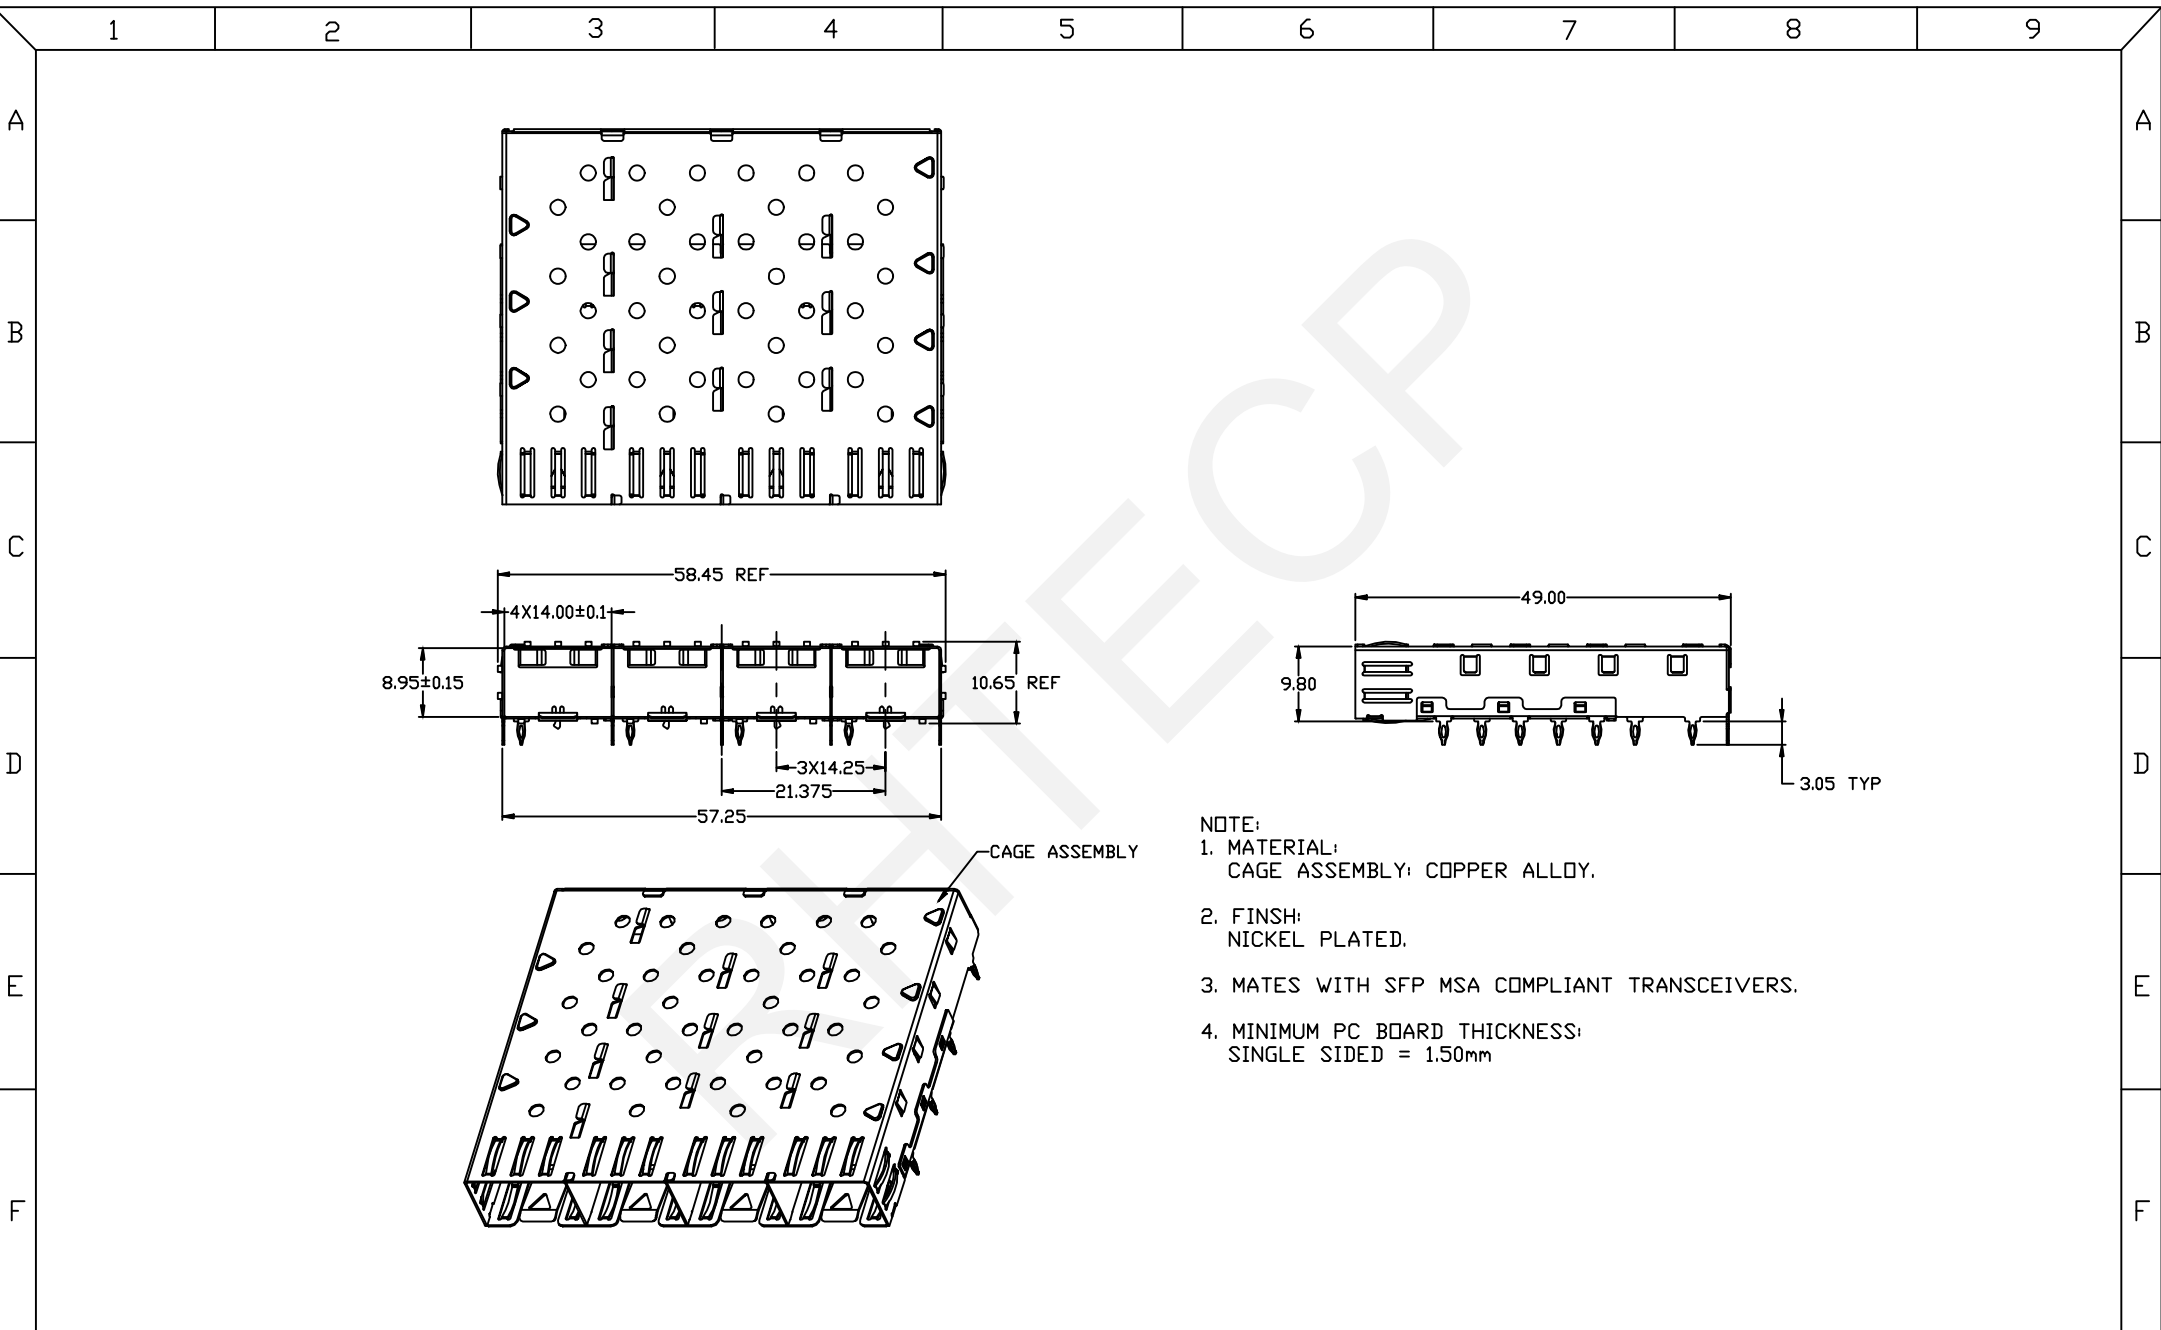 1 2 3 4 5 6 7 8 9
A A
B B
C C
D D
E E
F F
58.45 REF
4X14.00±0.1
8.95±0.15
10.65 REF
3X14.25
21.375
57.25
49.00
9.80
3.05 TYP
CAGE ASSEMBLY
NOTE:
1. MATERIAL:
CAGE ASSEMBLY: COPPER ALLOY.
2. FINSH:
NICKEL PLATED.
3. MATES WITH SFP MSA COMPLIANT TRANSCEIVERS.
4. MINIMUM PC BOARD THICKNESS:
SINGLE SIDED = 1.50mm
RHTECP